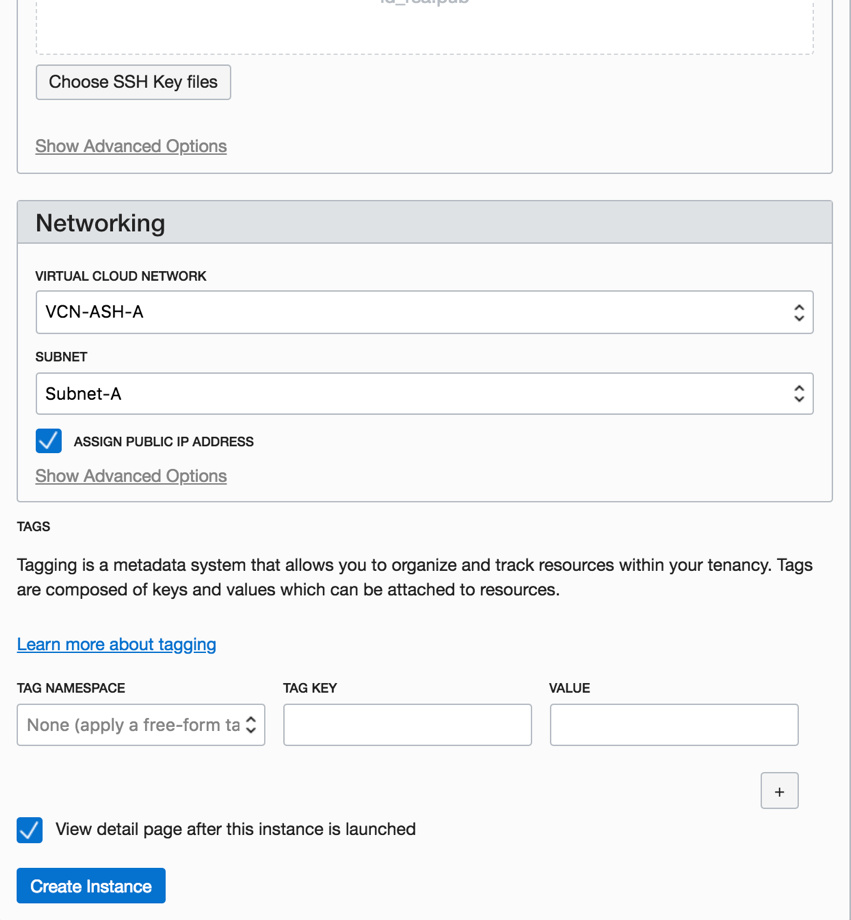 Choose SSH Key files
Show Advanced Options
Networking
VIRTUAL CLOUD NETWORK
VCN-ASH-A
SUBNET
Subnet-A
ASSIGN PUBLIC IP ADDRESS
Show Advanced Options
TAGS
Tagging is a metadata system that allows you to organize and track resources within your tenancy. Tags
are composed of keys and values which can be attached to resources.
Learn more about tagging
TAG NAMESPACE TAG KEY VALUE
None (apply a free-form ta
+
View detail page after this instance is launched
Create Instance